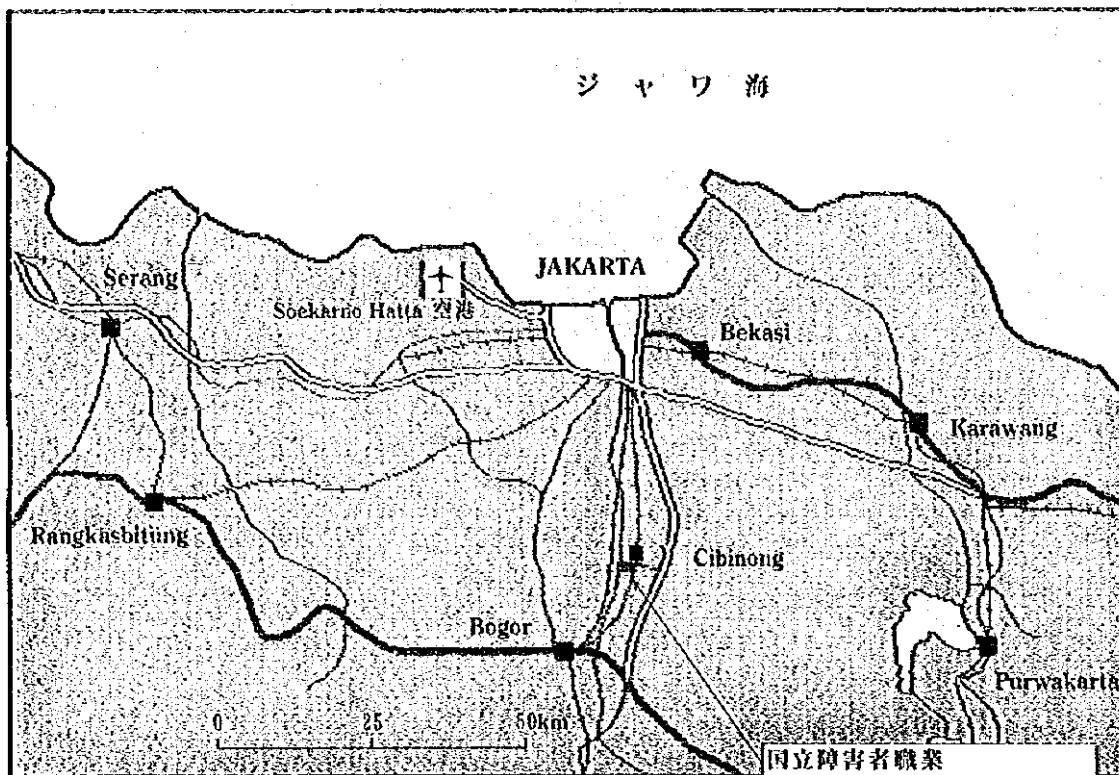 ジャワ海
JAKARTA
Serang
Soekarno Hatta 空港
Bekasi
Karawang
Rangkasbitung
Cibinong
Bogor
Purwakarta
0 25 50km
国立障害者職業